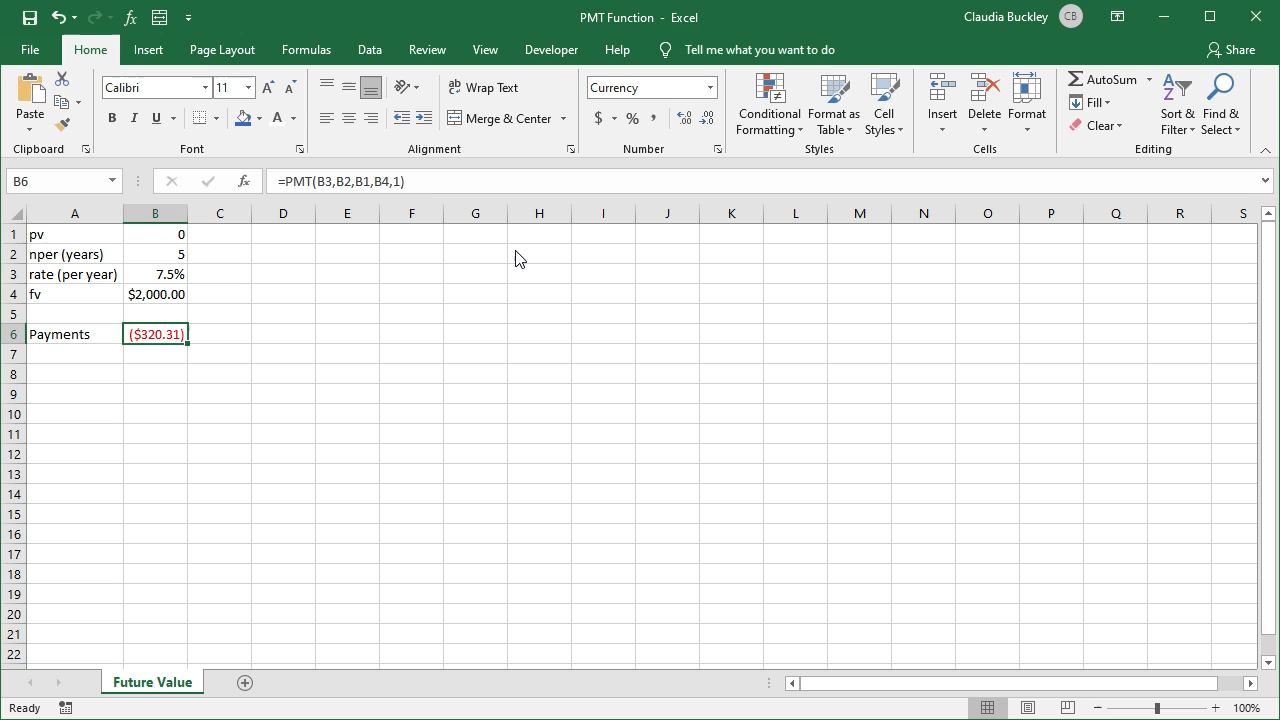 PMT Function - Excel
Claudia Buckley CB
File Home Insert Page Layout Formulas Data Review View Developer Help Tell me what you want to do Share
Paste
Clipboard
Calibri 11
B I U A
Font
Wrap Text
Merge & Center
Alignment
Currency
$ % ,
Number
Conditional Formatting
Format as Table
Cell Styles
Styles
Insert Delete Format
Cells
AutoSum
Fill
Clear
Sort & Filter
Find & Select
Editing
B6 fx =PMT(B3,B2,B1,B4,1)
A B C D E F G H I J K L M N O P Q R S
1 pv 0
2 nper (years) 5
3 rate (per year) 7.5%
4 fv $2,000.00
5
6 Payments ($320.31)
7
8
9
10
11
12
13
14
15
16
17
18
19
20
21
22
Future Value
Ready 100%